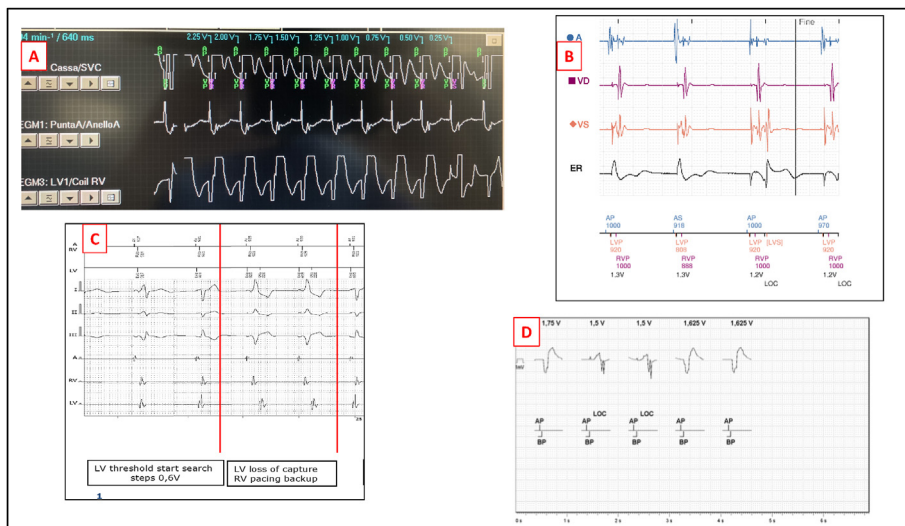 A
94 min⁻¹ / 640 ms
2.25 V 2.00 V 1.75 V 1.50 V 1.25 V 1.00 V 0.75 V 0.50 V 0.25 V
Cassa/SVC
EGM1: PuntaA/AnelloA
EGM3: LV1/Coil RV
B
Fine
A
VD
VS
ER
AP AS AP AP
1000 918 1000 970
LVP LVP LVP [LVS] LVP
920 808 920 920
RVP RVP RVP RVP
1000 888 1000 1000
1.3V 1.3V 1.2V 1.2V
LOC LOC
C
A
RV
LV
I
II
III
A
RV
LV
LV threshold start search
steps 0,6V
LV loss of capture
RV pacing backup
1
D
1,75 V 1,5 V 1,5 V 1,625 V 1,625 V
LOC LOC
AP AP AP AP AP
BP BP BP BP BP
0 s 1 s 2 s 3 s 4 s 5 s 6 s